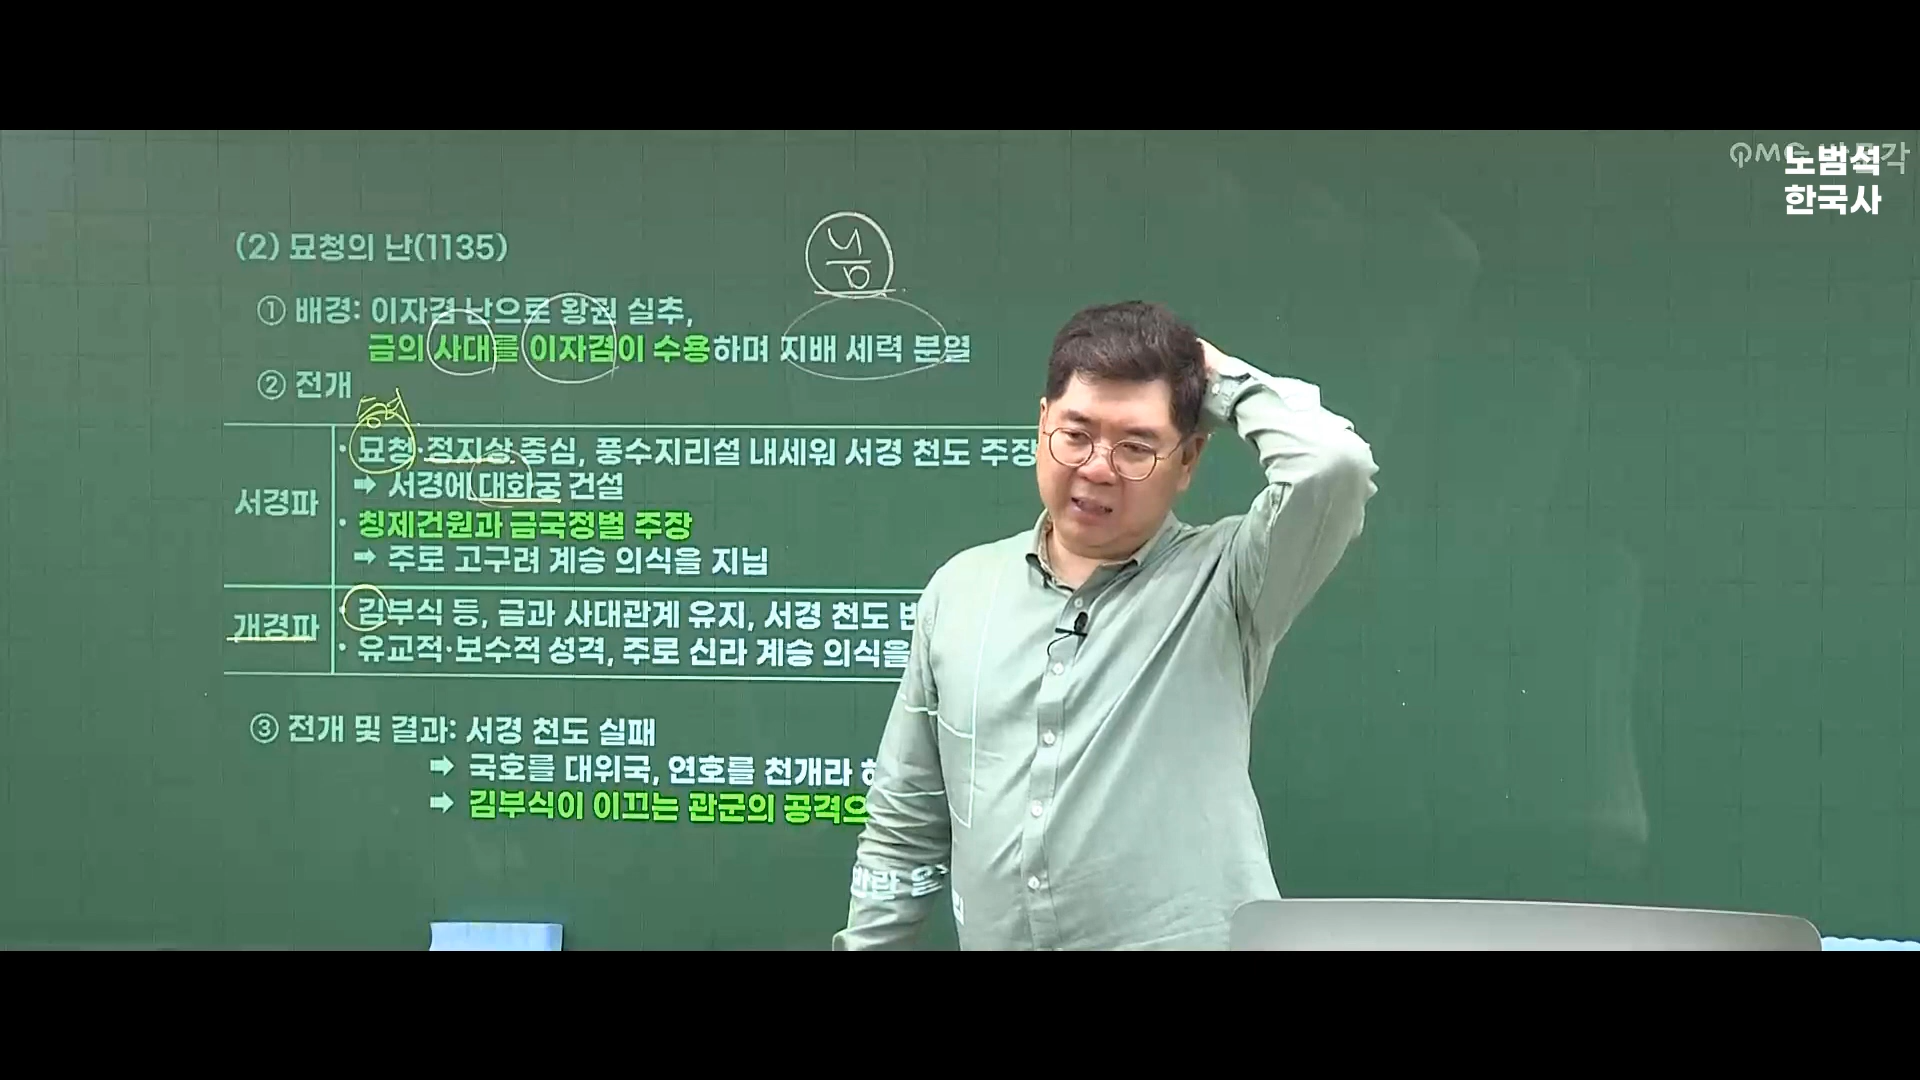 노범석
한국사
(2) 묘청의 난(1135)
① 배경: 이자겸 난으로 왕권 실추,
금의 사대를 이자겸이 수용하며 지배 세력 분열
② 전개
서경파
· 묘청·정지상 중심, 풍수지리설 내세워 서경 천도 주장
➡ 서경에 대화궁 건설
· 칭제건원과 금국정벌 주장
➡ 주로 고구려 계승 의식을 지님
개경파
· 김부식 등, 금과 사대관계 유지, 서경 천도
· 유교적·보수적 성격, 주로 신라 계승 의식을
③ 전개 및 결과: 서경 천도 실패
➡ 국호를 대위국, 연호를 천개라
➡ 김부식이 이끄는 관군의 공격으